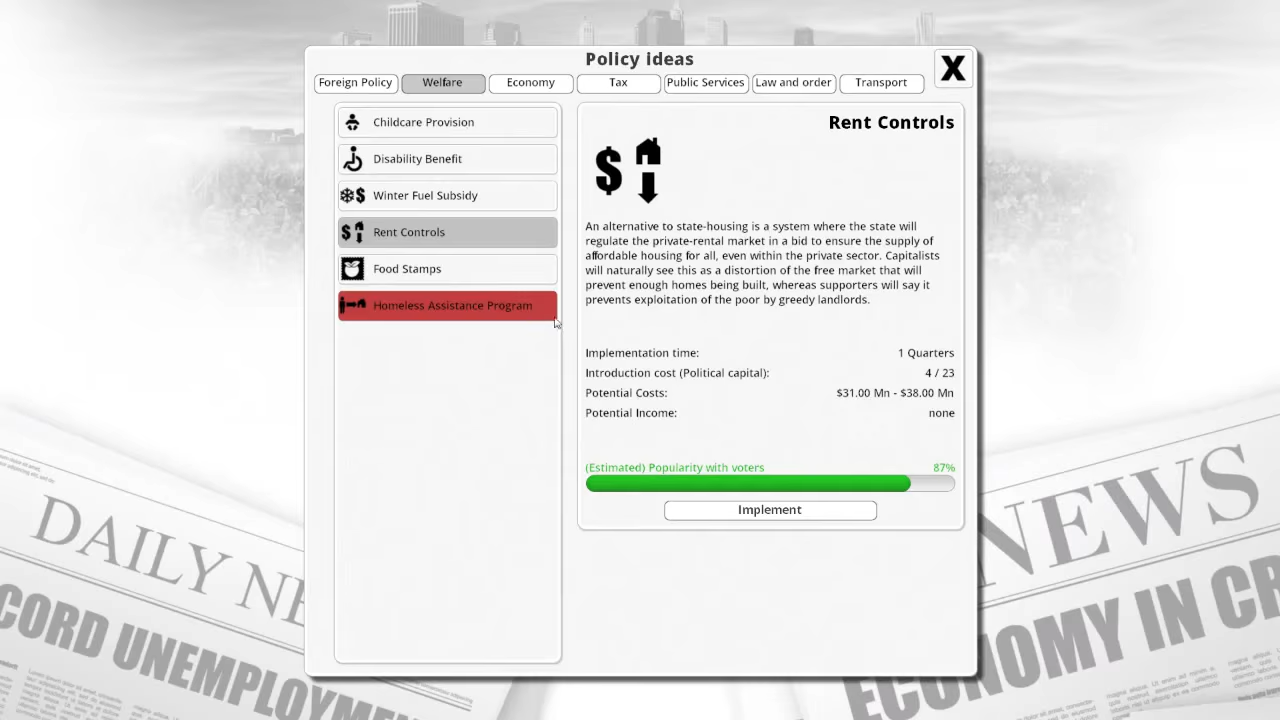 Policy ideas
X
Foreign Policy
Welfare
Economy
Tax
Public Services
Law and order
Transport
Childcare Provision
Disability Benefit
Winter Fuel Subsidy
Rent Controls
Food Stamps
Homeless Assistance Program
Rent Controls
$
An alternative to state-housing is a system where the state will
regulate the private-rental market in a bid to ensure the supply of
affordable housing for all, even within the private sector. Capitalists
will naturally see this as a distortion of the free market that will
prevent enough homes being built, whereas supporters will say it
prevents exploitation of the poor by greedy landlords.
Implementation time: 1 Quarters
Introduction cost (Political capital): 4 / 23
Potential Costs: $31.00 Mn - $38.00 Mn
Potential Income: none
(Estimated) Popularity with voters 87%
Implement
DAILY NE
CORD UNEMPLOYM
NEWS
ECONOMY IN CR